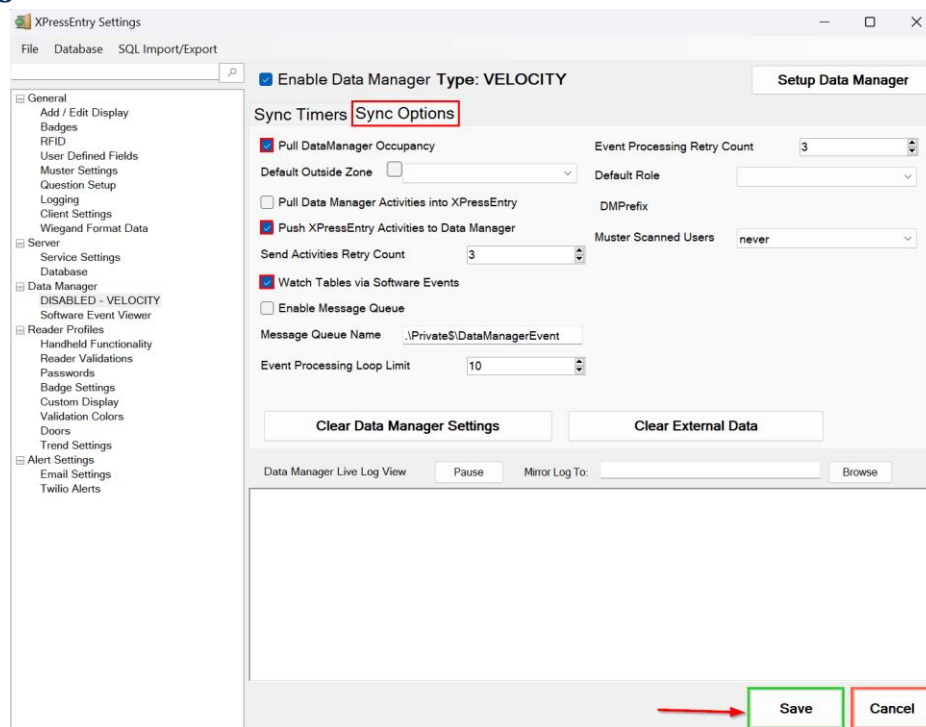 XPressEntry Settings
File Database SQL Import/Export
Enable Data Manager Type: VELOCITY
Setup Data Manager
General
Add / Edit Display
Badges
RFID
User Defined Fields
Muster Settings
Question Setup
Logging
Client Settings
Wiegand Format Data
Server
Service Settings
Database
Data Manager
DISABLED - VELOCITY
Software Event Viewer
Reader Profiles
Handheld Functionality
Reader Validations
Passwords
Badge Settings
Custom Display
Validation Colors
Doors
Trend Settings
Alert Settings
Email Settings
Twilio Alerts
Sync Timers Sync Options
Pull DataManager Occupancy
Event Processing Retry Count 3
Default Outside Zone
Default Role
Pull Data Manager Activities into XPressEntry
DMPrefix
Push XPressEntry Activities to Data Manager
Muster Scanned Users never
Send Activities Retry Count 3
Watch Tables via Software Events
Enable Message Queue
Message Queue Name .\Private$\DataManagerEvent
Event Processing Loop Limit 10
Clear Data Manager Settings
Clear External Data
Data Manager Live Log View Pause Mirror Log To: Browse
Save Cancel